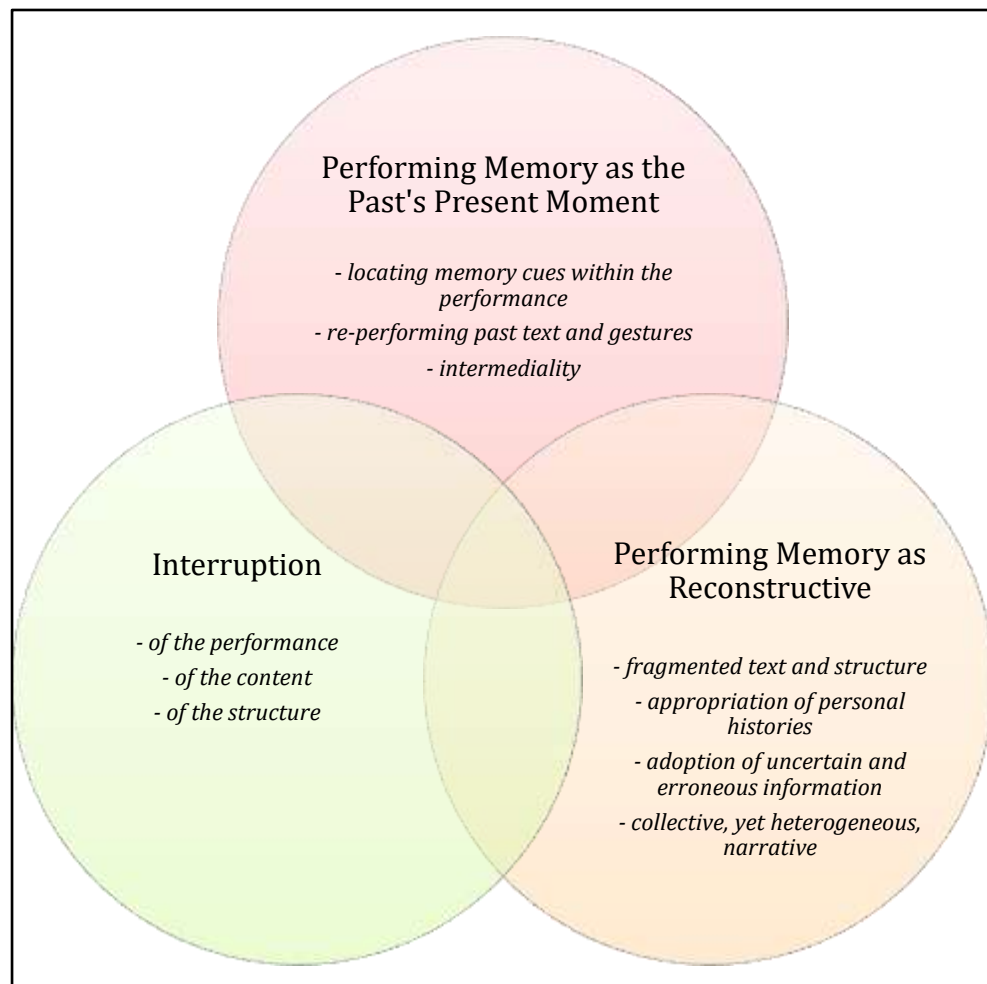 Performing Memory as the
Past's Present Moment
- locating memory cues within the
performance
- re-performing past text and gestures
- intermediality
Interruption
- of the performance
- of the content
- of the structure
Performing Memory as
Reconstructive
- fragmented text and structure
- appropriation of personal
histories
- adoption of uncertain and
erroneous information
- collective, yet heterogeneous,
narrative